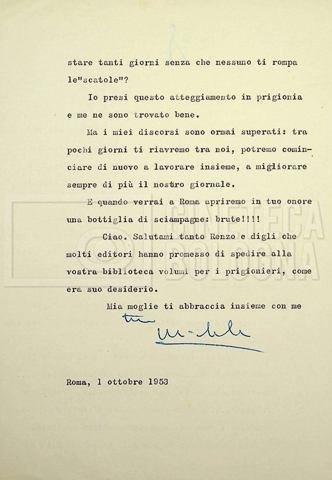 stare tanti giorni senza che nessuno ti rompa
le"scatole"?
Io presi questo atteggiamento in prigionia
e me ne sono trovato bene.
Ma i miei discorsi sono ormai superati: tra
pochi giorni ti riavremo tra noi, potremo comin-
ciare di nuovo a lavorare insieme, a migliorare
sempre di più il nostro giornale.
E quando verrai a Roma apriremo in tuo onore
una bottiglia di sciampagne: brute!!!!
Ciao. Salutami tanto Renzo e digli che
molti editori hanno promesso di spedire alla
vostra biblioteca volumi per i prigionieri, come
era suo desiderio.
Mia moglie ti abbraccia insieme con me
Roma, 1 ottobre 1953
CINETECA
BOLOGNA